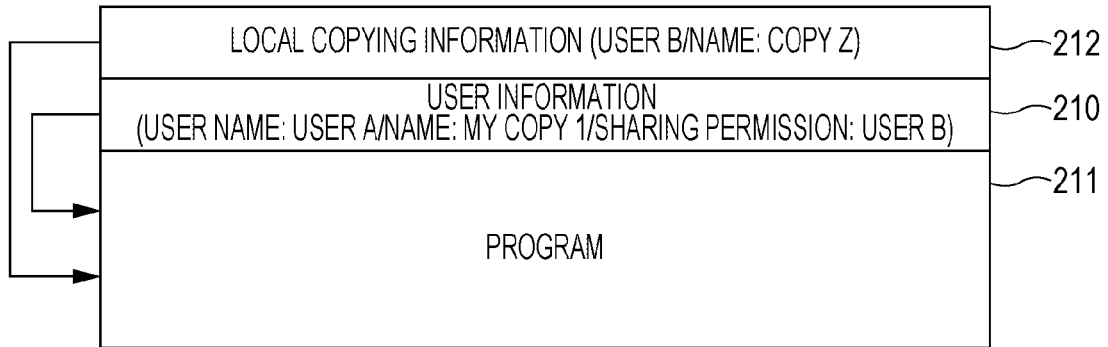 LOCAL COPYING INFORMATION (USER B/NAME: COPY Z)
212
USER INFORMATION
(USER NAME: USER A/NAME: MY COPY 1/SHARING PERMISSION: USER B)
210
211
PROGRAM